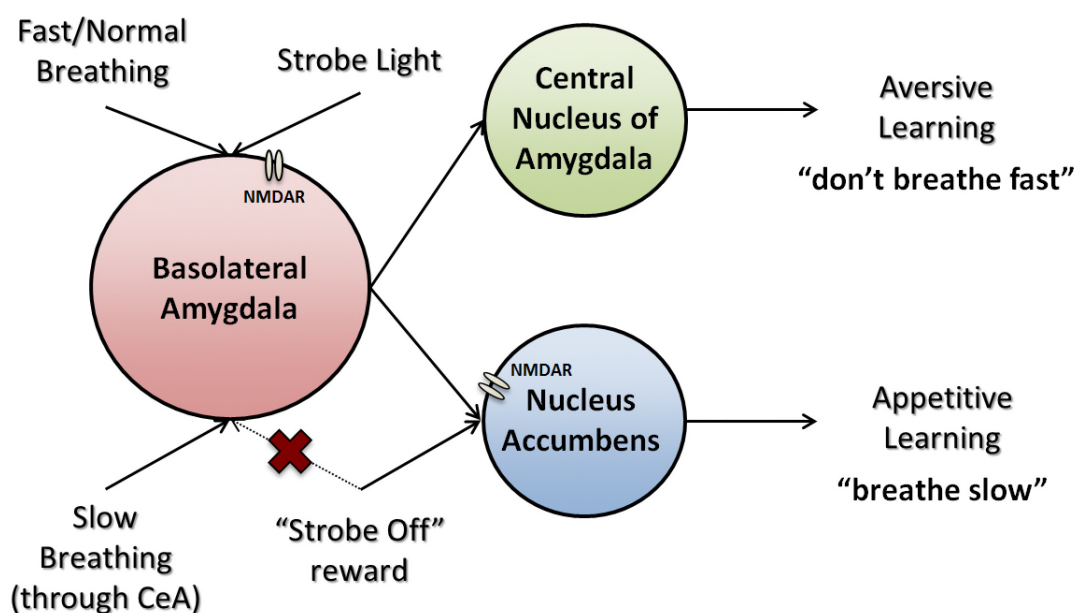 Fast/Normal
Breathing
Strobe Light
NMDAR
Basolateral
Amygdala
Central
Nucleus of
Amygdala
Aversive
Learning
“don’t breathe fast”
NMDAR
Nucleus
Accumbens
Appetitive
Learning
“breathe slow”
Slow
Breathing
(through CeA)
“Strobe Off”
reward